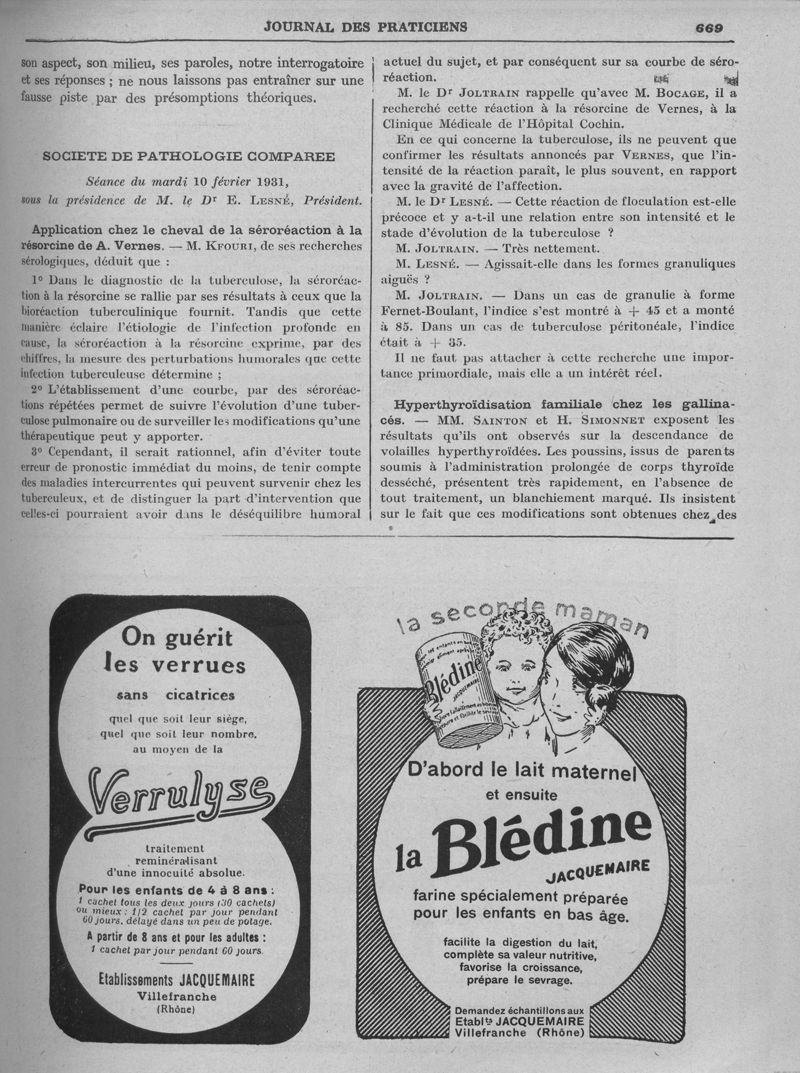 JOURNAL DES PRATICIENS 669
son aspect, son milieu, ses paroles, notre interrogatoire
et ses réponses ; ne nous laissons pas entraîner sur une
fausse piste par des présomptions théoriques.
SOCIETE DE PATHOLOGIE COMPAREE
Séance du mardi 10 février 1931,
sous la présidence de M. le Dr E. LESNÉ, Président.
Application chez le cheval de la séroréaction à la
résorcine de A. Vernes. — M. KFOURI, de ses recherches
sérologiques, déduit que :
1° Dans le diagnostic de la tuberculose, la séroréac-
tion à la résorcine se rallie par ses résultats à ceux que la
bioréaction tuberculinique fournit. Tandis que cette
manière éclaire l'étiologie de l'infection profonde en
cause, la séroréaction à la résorcine exprime, par des
chiffres, la mesure des perturbations humorales que cette
infection tuberculeuse détermine ;
2° L'établissement d'une courbe, par des séroréac-
tions répétées permet de suivre l'évolution d'une tuber-
culose pulmonaire ou de surveiller les modifications qu'une
thérapeutique peut y apporter.
3° Cependant, il serait rationnel, afin d'éviter toute
erreur de pronostic immédiat du moins, de tenir compte
des maladies intercurrentes qui peuvent survenir chez les
tuberculeux, et de distinguer la part d'intervention que
celles-ci pourraient avoir dans le déséquilibre humoral
actuel du sujet, et par conséquent sur sa courbe de séro-
réaction.
M. le Dr JOLTRAIN rappelle qu'avec M. BOCAGE, il a
recherché cette réaction à la résorcine de Vernes, à la
Clinique Médicale de l'Hôpital Cochin.
En ce qui concerne la tuberculose, ils ne peuvent que
confirmer les résultats annoncés par VERNES, que l'in-
tensité de la réaction paraît, le plus souvent, en rapport
avec la gravité de l'affection.
M. le Dr LESNÉ. — Cette réaction de floculation est-elle
précoce et y a-t-il une relation entre son intensité et le
stade d'évolution de la tuberculose ?
M. JOLTRAIN. — Très nettement.
M. LESNÉ. — Agissait-elle dans les formes granuliques
aiguës ?
M. JOLTRAIN. — Dans un cas de granulie à forme
Fernet-Boulant, l'indice s'est montré à + 45 et a monté
à 85. Dans un cas de tuberculose péritonéale, l'indice
était à + 35.
Il ne faut pas attacher à cette recherche une impor-
tance primordiale, mais elle a un intérêt réel.
Hyperthyroïdisation familiale chez les gallina-
cés. — MM. SAINTON et H. SIMONNET exposent les
résultats qu'ils ont observés sur la descendance de
volailles hyperthyroïdées. Les poussins, issus de parents
soumis à l'administration prolongée de corps thyroïde
desséché, présentent très rapidement, en l'absence de
tout traitement, un blanchiement marqué. Ils insistent
sur le fait que ces modifications sont obtenues chez des
On guérit
les verrues
sans cicatrices
quel que soit leur siège,
quel que soit leur nombre,
au moyen de la
Verrulyse
traitement
reminéralisant
d'une innocuité absolue.
Pour les enfants de 4 à 8 ans :
1 cachet tous les deux jours (30 cachets)
ou mieux : 1/2 cachet par jour pendant
60 jours, délayé dans un peu de potage.
A partir de 8 ans et pour les adultes :
1 cachet par jour pendant 60 jours.
Etablissements JACQUEMAIRE
Villefranche
(Rhône)
la seconde maman
Blédine
JACQUEMAIRE
D'abord le lait maternel
et ensuite
la Blédine
JACQUEMAIRE
farine spécialement préparée
pour les enfants en bas âge.
facilite la digestion du lait,
complète sa valeur nutritive,
favorise la croissance,
prépare le sevrage.
Demandez échantillons aux
Etabl.ts JACQUEMAIRE
Villefranche (Rhône)